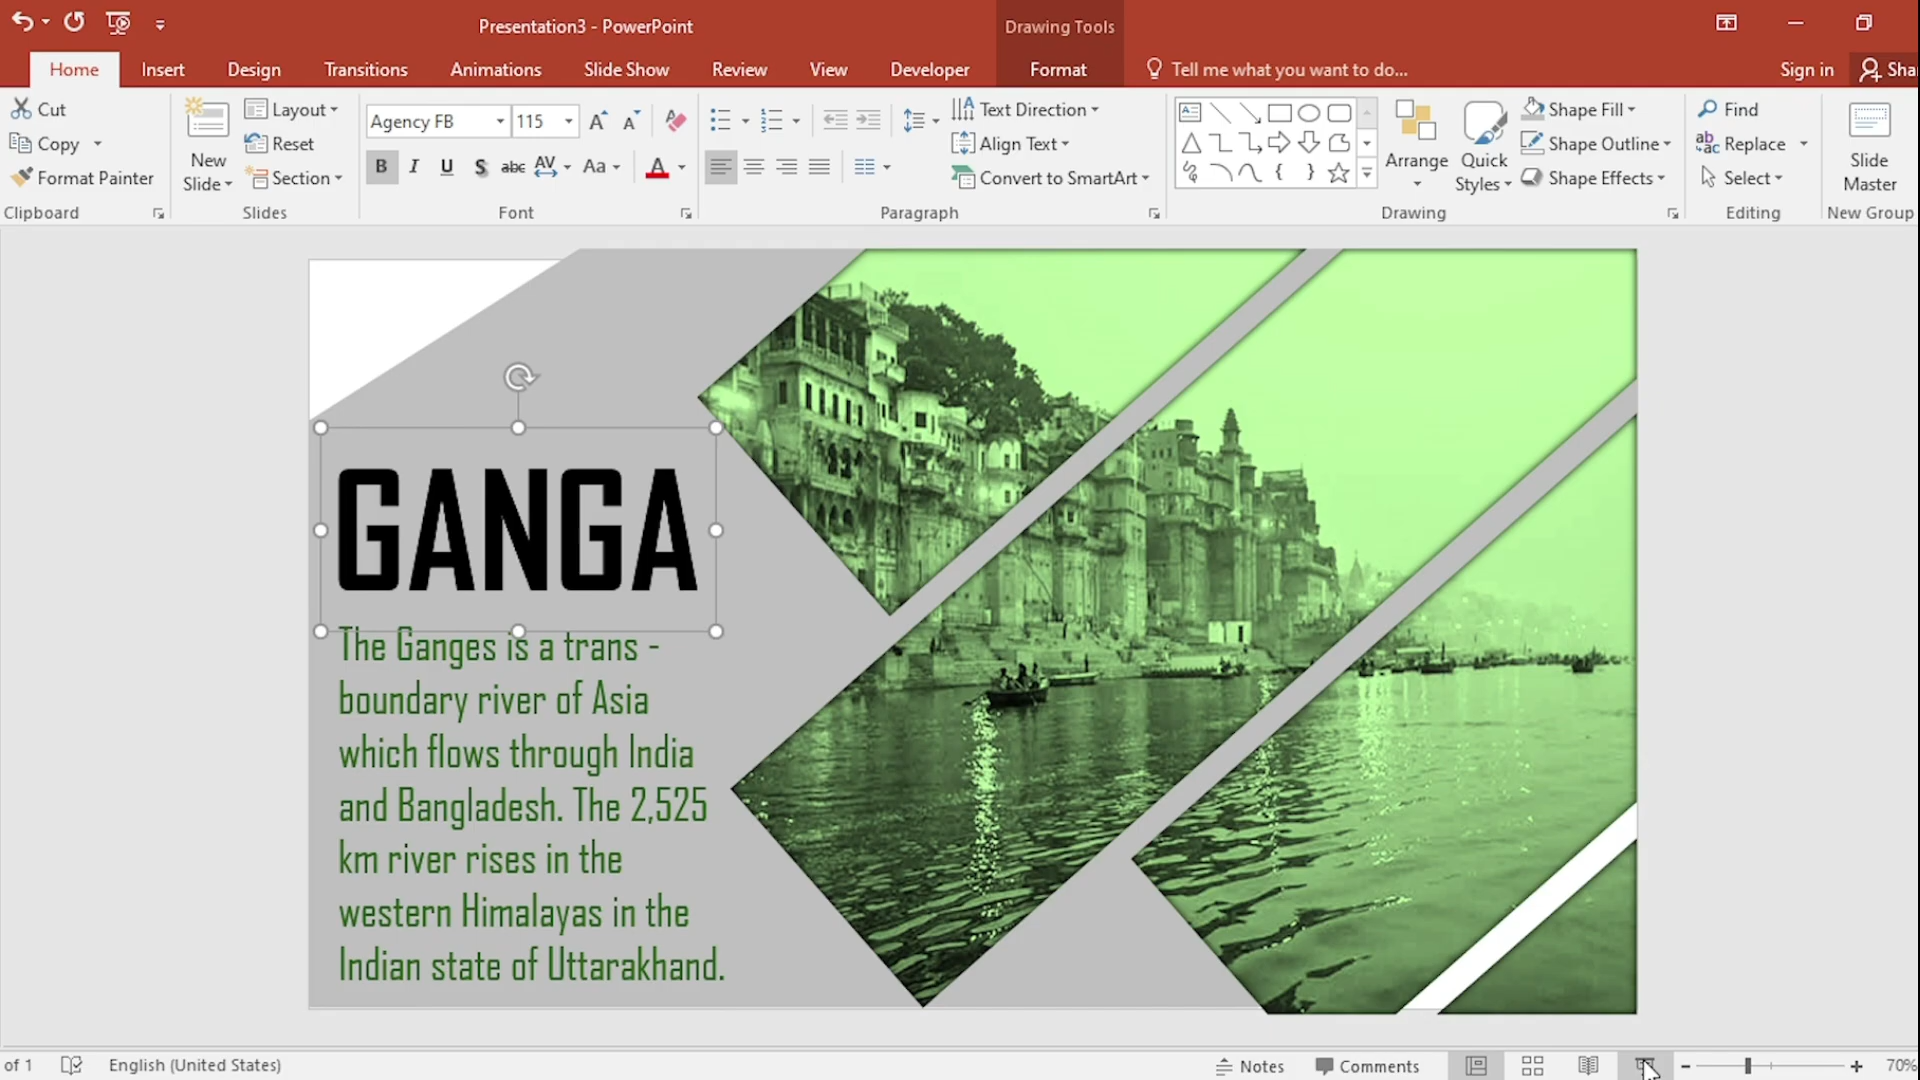 Presentation3 - PowerPoint
Drawing Tools
Home Insert Design Transitions Animations Slide Show Review View Developer Format Tell me what you want to do... Sign in Sha
Cut
Copy
Format Painter
Clipboard
New Slide
Layout
Reset
Section
Slides
Agency FB 115
B I U S abc AV Aa A
Font
Text Direction
Align Text
Convert to SmartArt
Paragraph
Arrange
Quick Styles
Shape Fill
Shape Outline
Shape Effects
Drawing
Find
Replace
Select
Editing
Slide Master
New Group
GANGA
The Ganges is a trans -
boundary river of Asia
which flows through India
and Bangladesh. The 2,525
km river rises in the
western Himalayas in the
Indian state of Uttarakhand.
of 1 English (United States) Notes Comments 70%